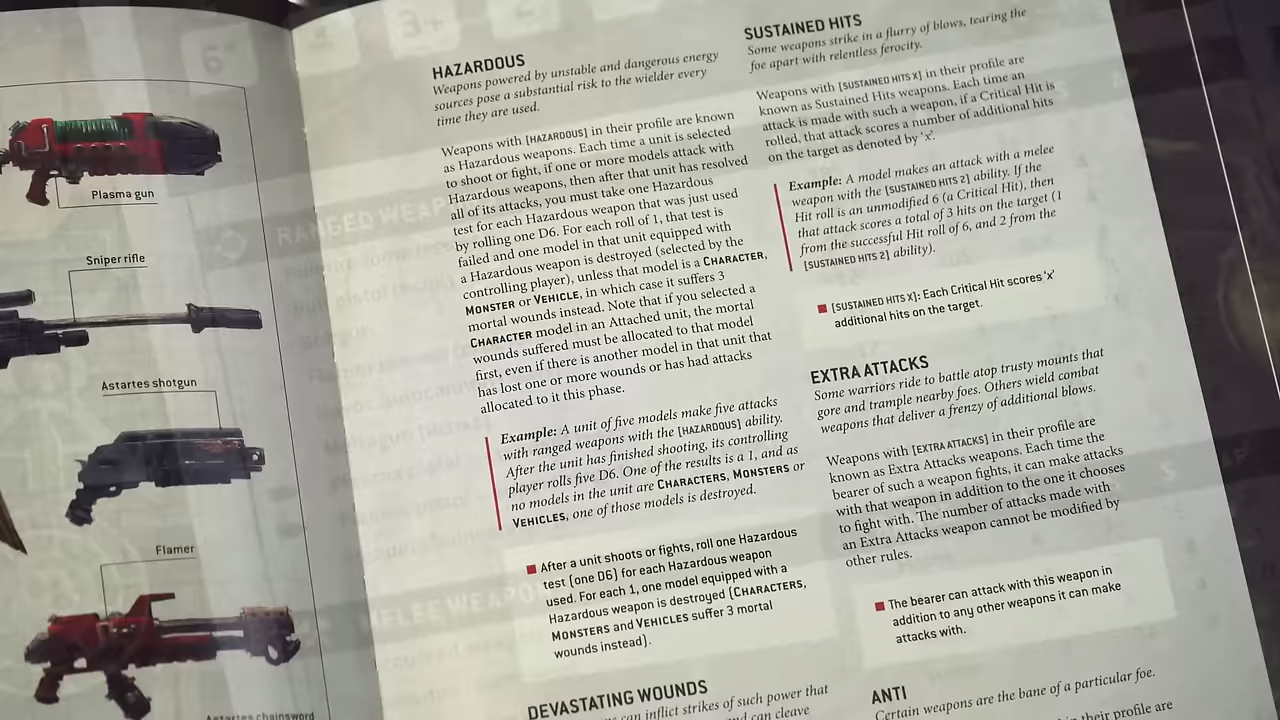 Plasma gun
Sniper rifle
Astartes shotgun
Flamer
Astartes chainsword
HAZARDOUS
Weapons powered by unstable and dangerous energy
sources pose a substantial risk to the wielder every
time they are used.
Weapons with [HAZARDOUS] in their profile are known
as Hazardous weapons. Each time a unit is selected
to shoot or fight, if one or more models attack with
Hazardous weapons, then after that unit has resolved
all of its attacks, you must take one Hazardous
test for each Hazardous weapon that was just used
by rolling one D6. For each roll of 1, that test is
failed and one model in that unit equipped with
a Hazardous weapon is destroyed (selected by the
controlling player), unless that model is a CHARACTER,
MONSTER or VEHICLE, in which case it suffers 3
mortal wounds instead. Note that if you selected a
CHARACTER model in an Attached unit, the mortal
wounds suffered must be allocated to that model
first, even if there is another model in that unit that
has lost one or more wounds or has had attacks
allocated to it this phase.
Example: A unit of five models make five attacks
with ranged weapons with the [HAZARDOUS] ability.
After the unit has finished shooting, its controlling
player rolls five D6. One of the results is a 1, and as
no models in the unit are CHARACTERS, MONSTERS or
VEHICLES, one of those models is destroyed.
After a unit shoots or fights, roll one Hazardous
test (one D6) for each Hazardous weapon
used. For each 1, one model equipped with a
Hazardous weapon is destroyed (CHARACTERS,
MONSTERS and VEHICLES suffer 3 mortal
wounds instead).
DEVASTATING WOUNDS
can inflict strikes of such power that
can cleave
SUSTAINED HITS
Some weapons strike in a flurry of blows, tearing the
foe apart with relentless ferocity.
Weapons with [SUSTAINED HITS X] in their profile are
known as Sustained Hits weapons. Each time an
attack is made with such a weapon, if a Critical Hit is
rolled, that attack scores a number of additional hits
on the target as denoted by 'x'.
Example: A model makes an attack with a melee
weapon with the [SUSTAINED HITS 2] ability. If the
Hit roll is an unmodified 6 (a Critical Hit), then
that attack scores a total of 3 hits on the target (1
from the successful Hit roll of 6, and 2 from the
[SUSTAINED HITS 2] ability).
[SUSTAINED HITS X]: Each Critical Hit scores 'x'
additional hits on the target.
EXTRA ATTACKS
Some warriors ride to battle atop trusty mounts that
gore and trample nearby foes. Others wield combat
weapons that deliver a frenzy of additional blows.
Weapons with [EXTRA ATTACKS] in their profile are
known as Extra Attacks weapons. Each time the
bearer of such a weapon fights, it can make attacks
with that weapon in addition to the one it chooses
to fight with. The number of attacks made with
an Extra Attacks weapon cannot be modified by
other rules.
The bearer can attack with this weapon in
addition to any other weapons it can make
attacks with.
ANTI
Certain weapons are the bane of a particular foe.
in their profile are